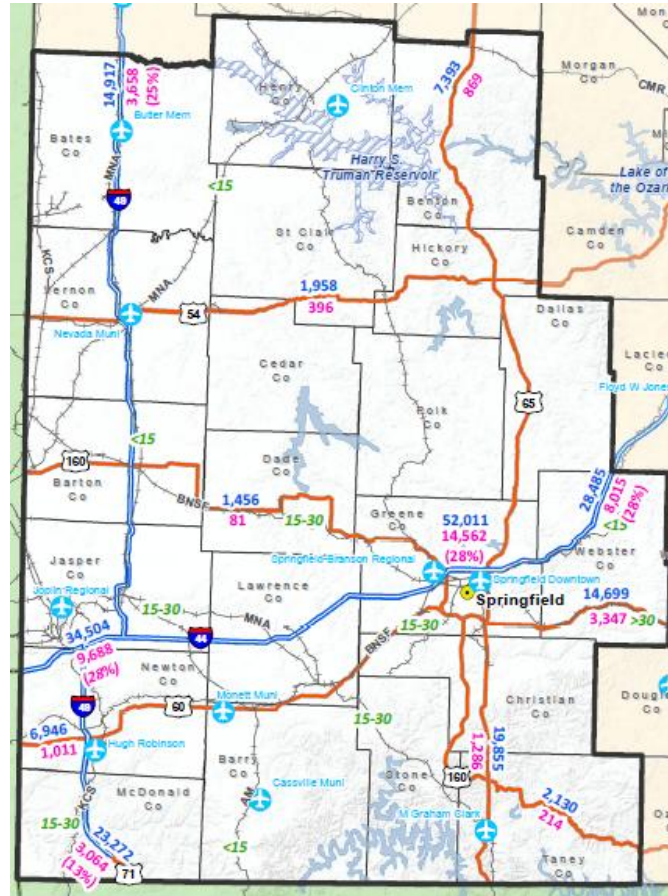 Mon
Morgan
Co
CMR
14,917
3,658
(25%)
Butler Mem
Bates
Co
MNA
49
Henry
Co
Clinton Mem
<15
Harry S.
Truman Reservoir
7,393
869
Benton
Co
Lake of
the Ozar
Camden
Co
St Clair
Co
Hickory
Co
KCS
Vernon
Co
MNA
1,958
396
54
Nevada Muni
Dallas
Co
Cedar
Co
Lacled
Floyd W Jones
Polk
Co
65
<15
160
Barton
Co
Dade
Co
BNSF
1,456
81
15-30
Greene
Co
52,011
14,562
(28%)
28,485
8,015
(28%)
<15
Webster
Co
Jasper
Co
Joplin Regional
Springfield-Branson Regional
Springfield Downtown
Springfield
Lawrence
Co
14,699
3,347
>30
15-30
MNA
34,504
9,688
(28%)
44
BNSF
15-30
Newton
Co
49
60
Monett Muni
6,946
1,011
Hugh Robinson
15-30
Christian
Co
Dougl
Co
19,855
1,286
Barry
Co
Stone
Co
160
McDonald
Co
KCS
AM
Cassville Muni
2,130
214
M Graham Clark
15-30
23,272
3,064
(13%)
71
<15
Taney
Co
Oz